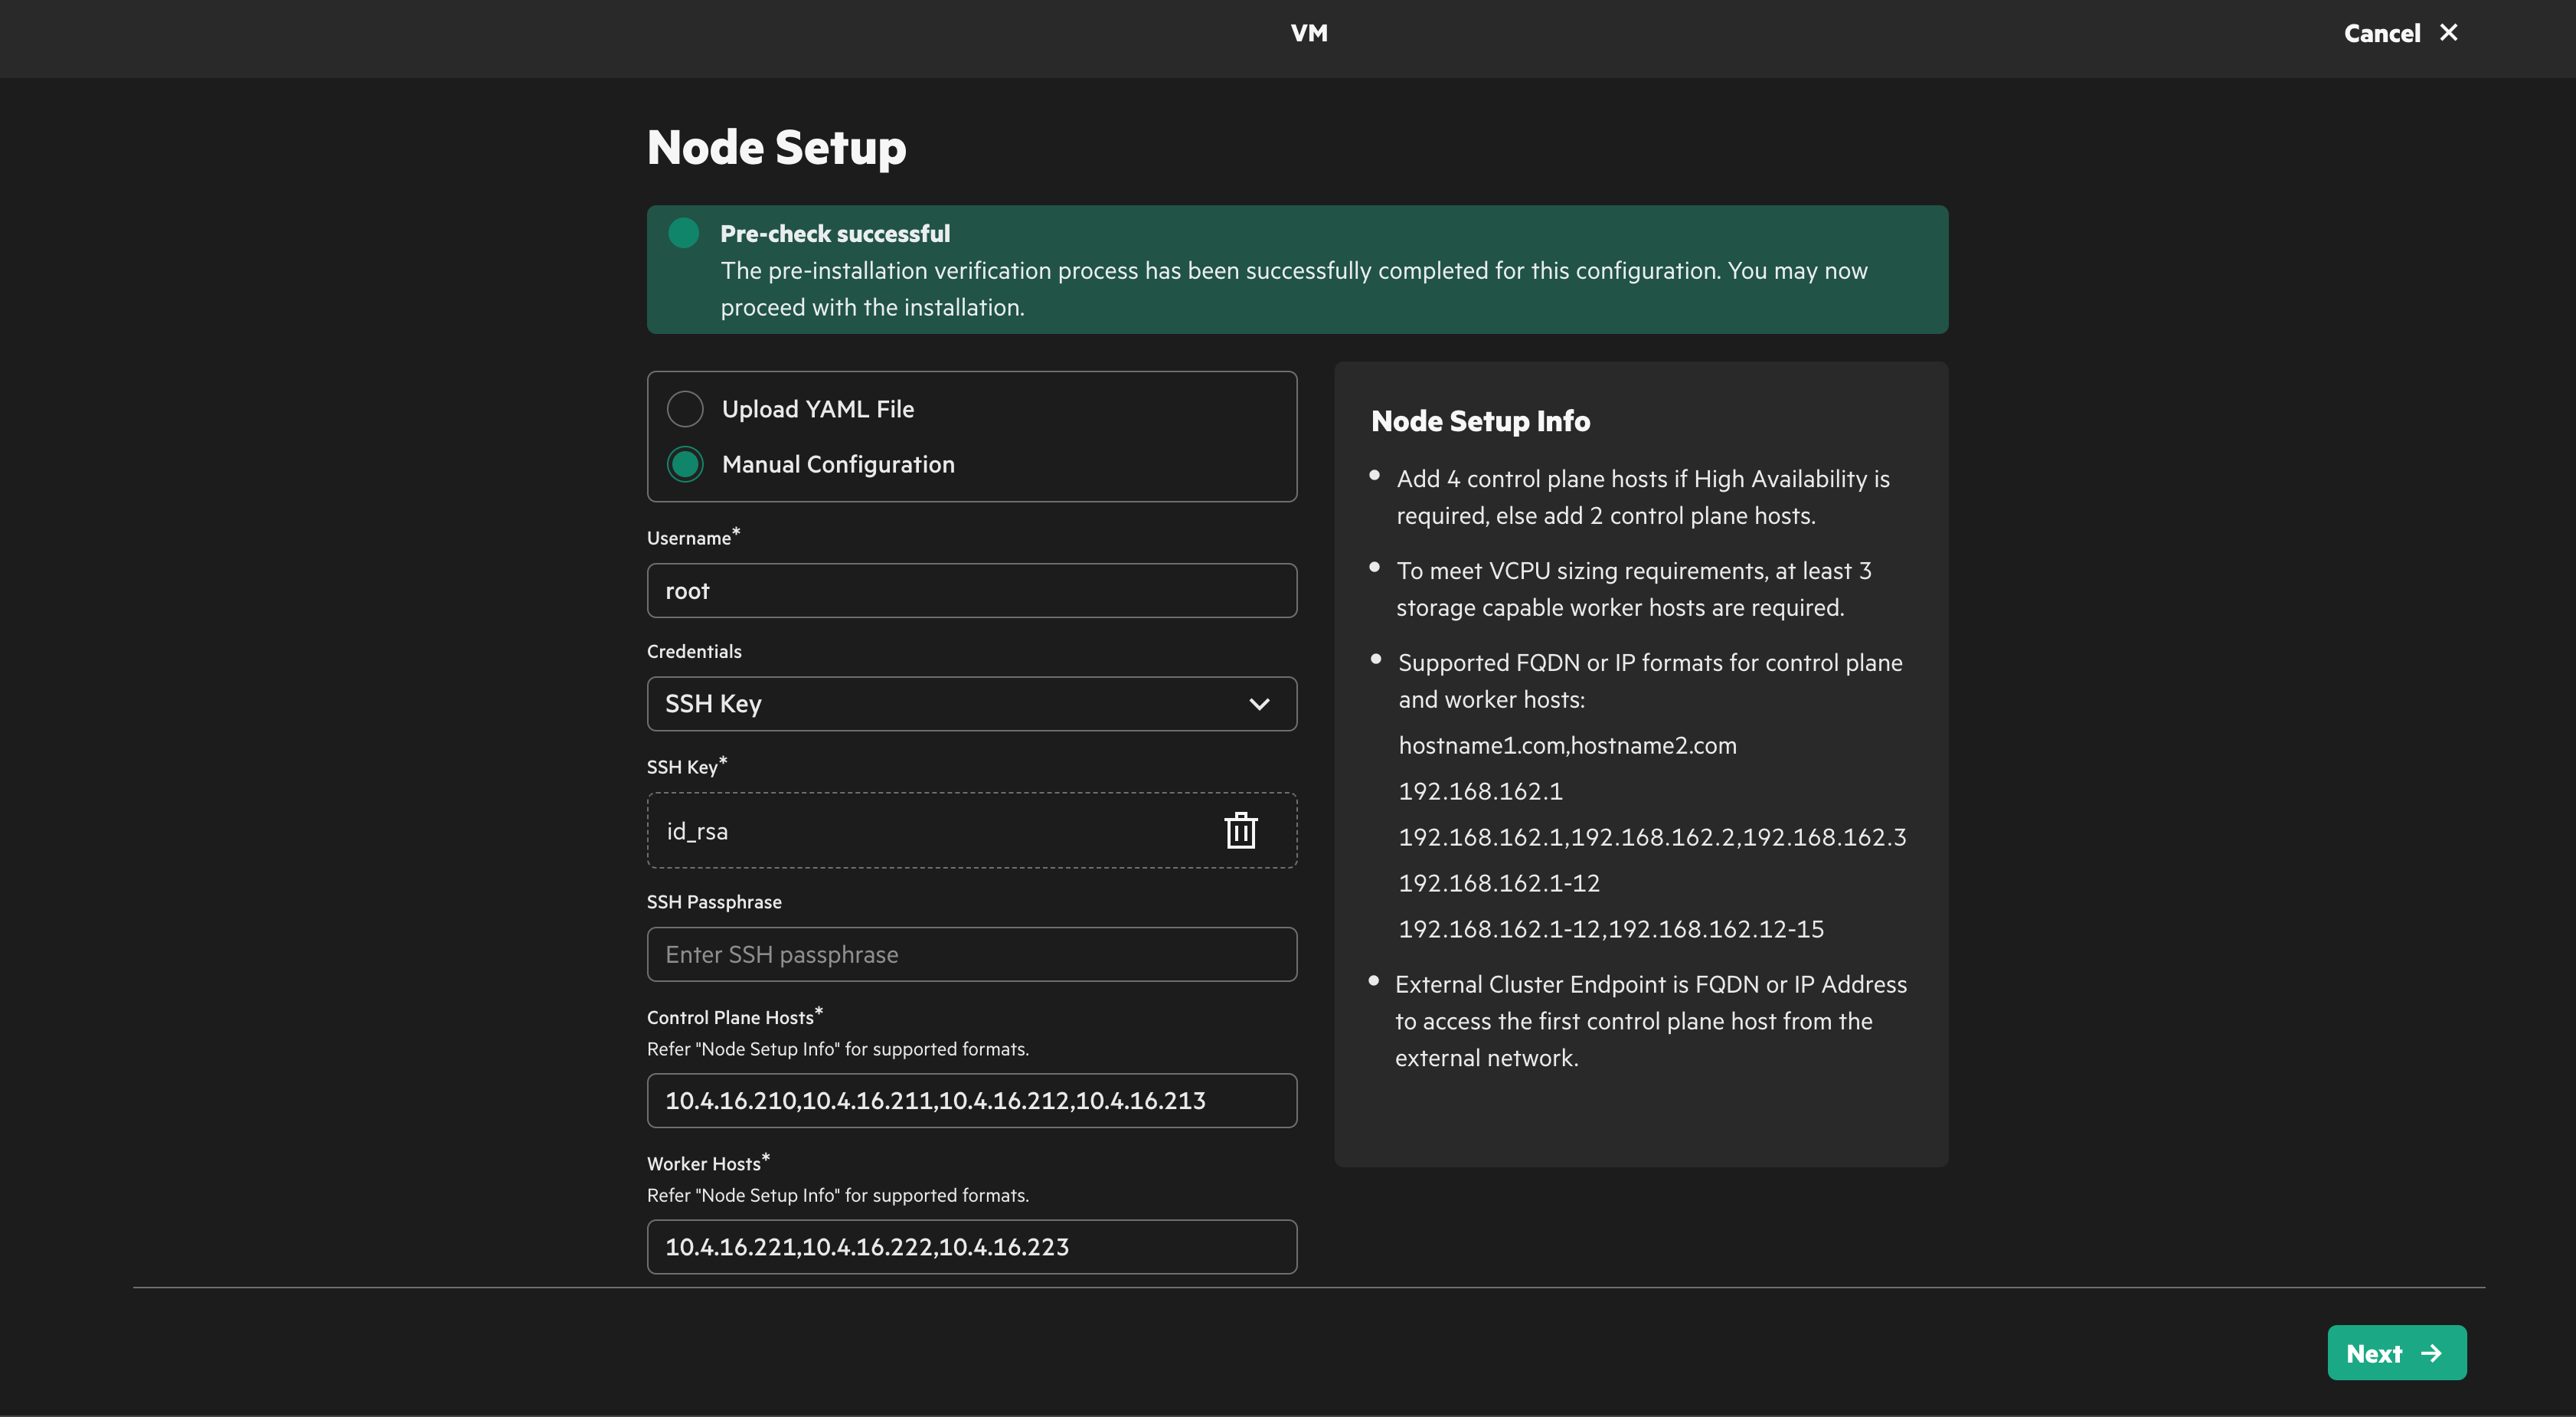 VM
Cancel
Node Setup
Pre-check successful
The pre-installation verification process has been successfully completed for this configuration. You may now
proceed with the installation.
Upload YAML File
Manual Configuration
Username*
root
Credentials
SSH Key
SSH Key*
id_rsa
SSH Passphrase
Enter SSH passphrase
Control Plane Hosts*
Refer "Node Setup Info" for supported formats.
10.4.16.210,10.4.16.211,10.4.16.212,10.4.16.213
Worker Hosts*
Refer "Node Setup Info" for supported formats.
10.4.16.221,10.4.16.222,10.4.16.223
Node Setup Info
Add 4 control plane hosts if High Availability is
required, else add 2 control plane hosts.
To meet VCPU sizing requirements, at least 3
storage capable worker hosts are required.
Supported FQDN or IP formats for control plane
and worker hosts:
hostname1.com,hostname2.com
192.168.162.1
192.168.162.1,192.168.162.2,192.168.162.3
192.168.162.1-12
192.168.162.1-12,192.168.162.12-15
External Cluster Endpoint is FQDN or IP Address
to access the first control plane host from the
external network.
Next